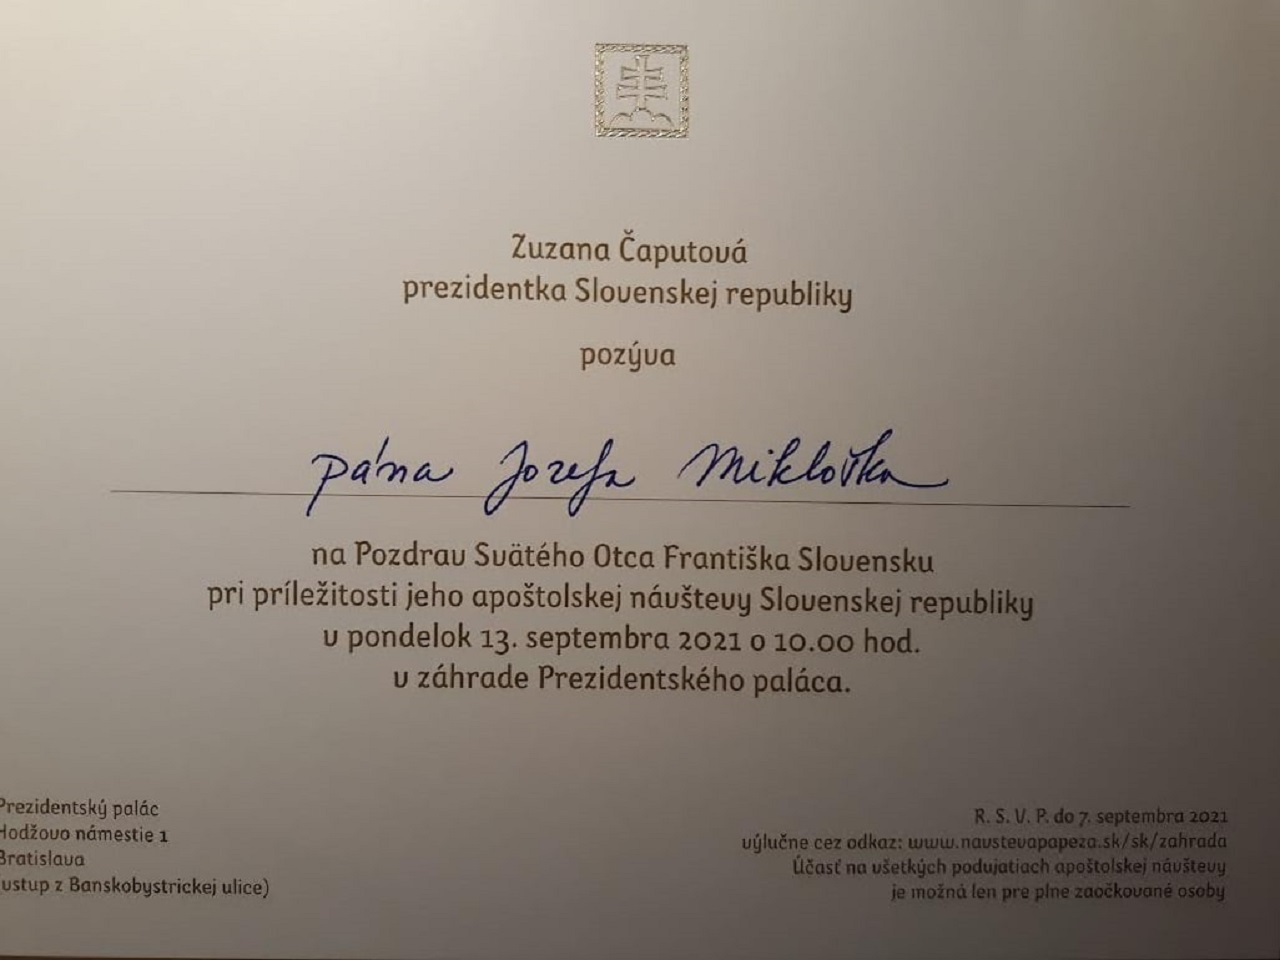 Zuzana Čaputová
prezidentka Slovenskej republiky
pozýva
pána Jozefa Mikloška
na Pozdrav Svätého Otca Františka Slovensku
pri príležitosti jeho apoštolskej návštevy Slovenskej republiky
v pondelok 13. septembra 2021 o 10.00 hod.
v záhrade Prezidentského paláca.
Prezidentský palác
Hodžovo námestie 1
Bratislava
(vstup z Banskobystrickej ulice)
R. S. V. P. do 7. septembra 2021
výlučne cez odkaz: www.navstevapapeza.sk/sk/zahrada
Účasť na všetkých podujatiach apoštolskej návštevy
je možná len pre plne zaočkované osoby